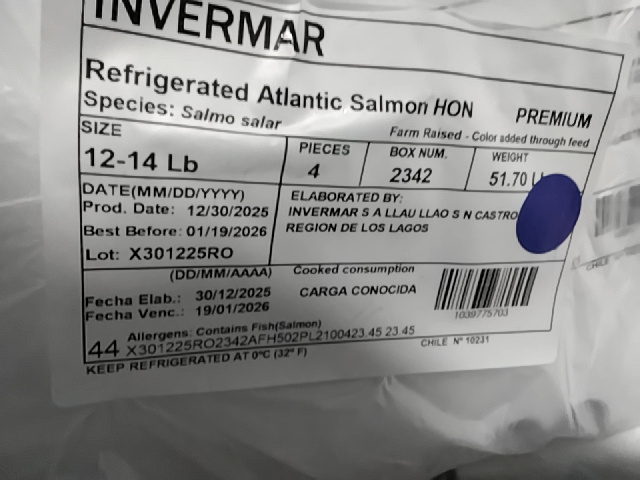 INVERMAR
Refrigerated Atlantic Salmon HON PREMIUM
Species: Salmo salar
Farm Raised - Color added through feed
SIZE
12-14 Lb
PIECES
4
BOX NUM.
2342
WEIGHT
51.70
DATE(MM/DD/YYYY)
Prod. Date: 12/30/2025
Best Before: 01/19/2026
Lot: X301225RO
ELABORATED BY:
INVERMAR S A LLAU LLAO S N CASTRO
REGION DE LOS LAGOS
(DD/MM/AAAA)
Fecha Elab.: 30/12/2025
Fecha Venc.: 19/01/2026
Cooked consumption
CARGA CONOCIDA
1039775703
Allergens: Contains Fish(Salmon)
44 X301225RO2342AFH502PL2100423.45 23.45
CHILE N° 10231
KEEP REFRIGERATED AT 0°C (32° F)
CHILE